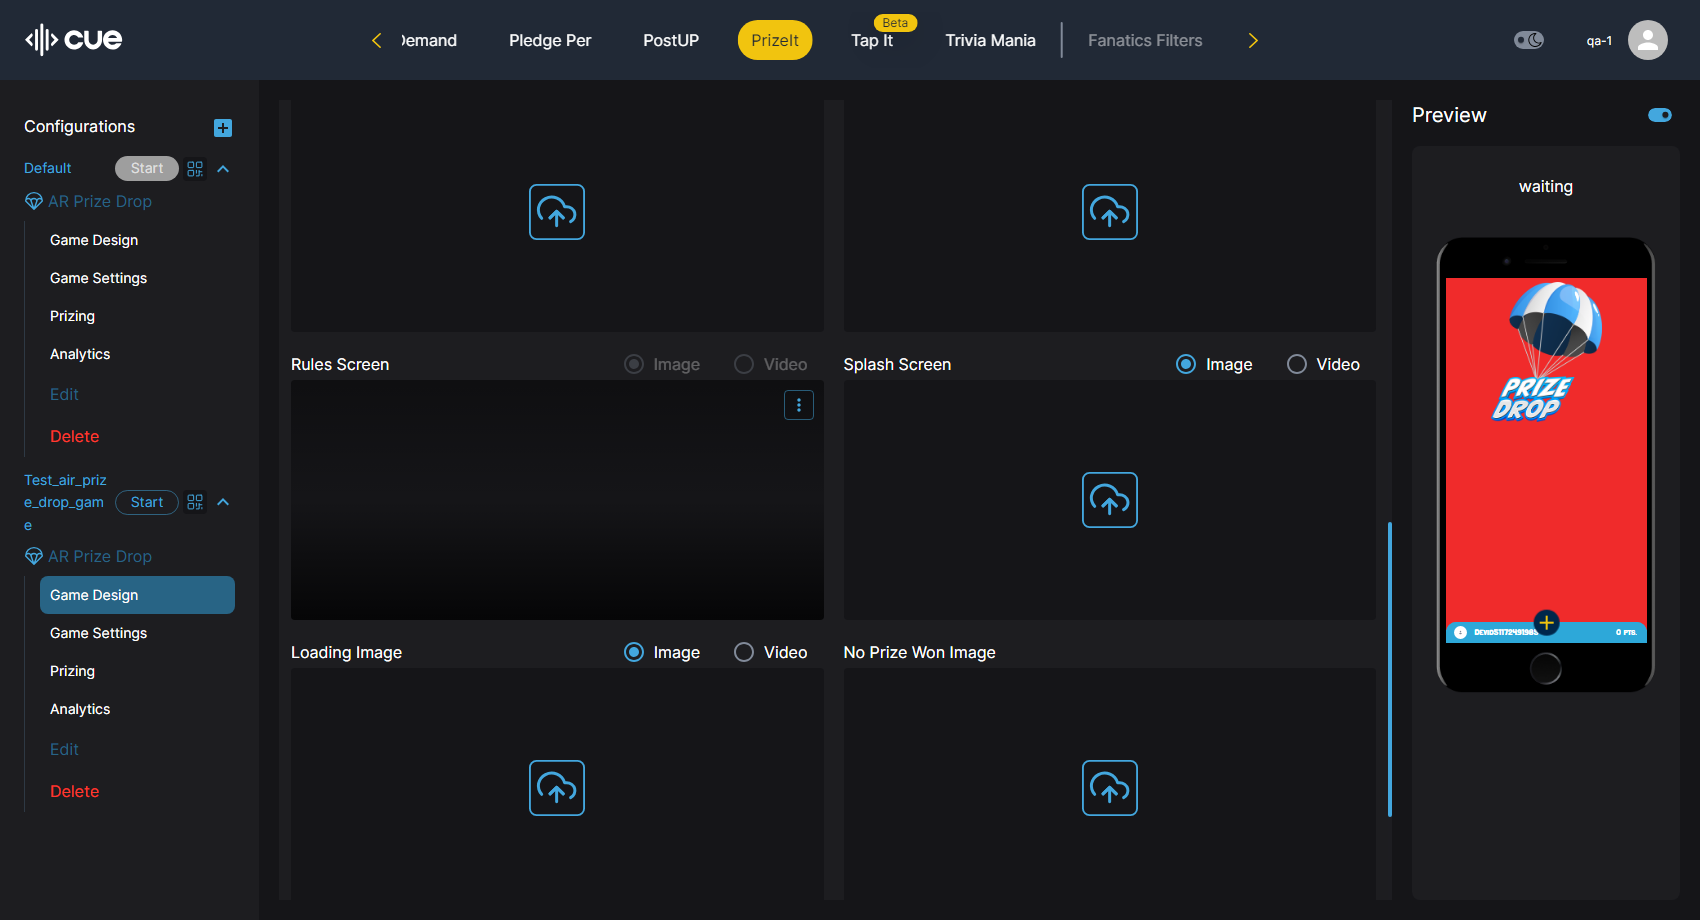 cue
Demand
Pledge Per
PostUP
PrizeIt
Beta
Tap It
Trivia Mania
Fanatics Filters
qa-1
Configurations
Default
Start
AR Prize Drop
Game Design
Game Settings
Prizing
Analytics
Edit
Delete
Test_air_priz
e_drop_gam
e
Start
AR Prize Drop
Game Design
Game Settings
Prizing
Analytics
Edit
Delete
Rules Screen
Image
Video
Splash Screen
Image
Video
Loading Image
Image
Video
No Prize Won Image
Preview
waiting
PRIZE
DROP
0 PTS.